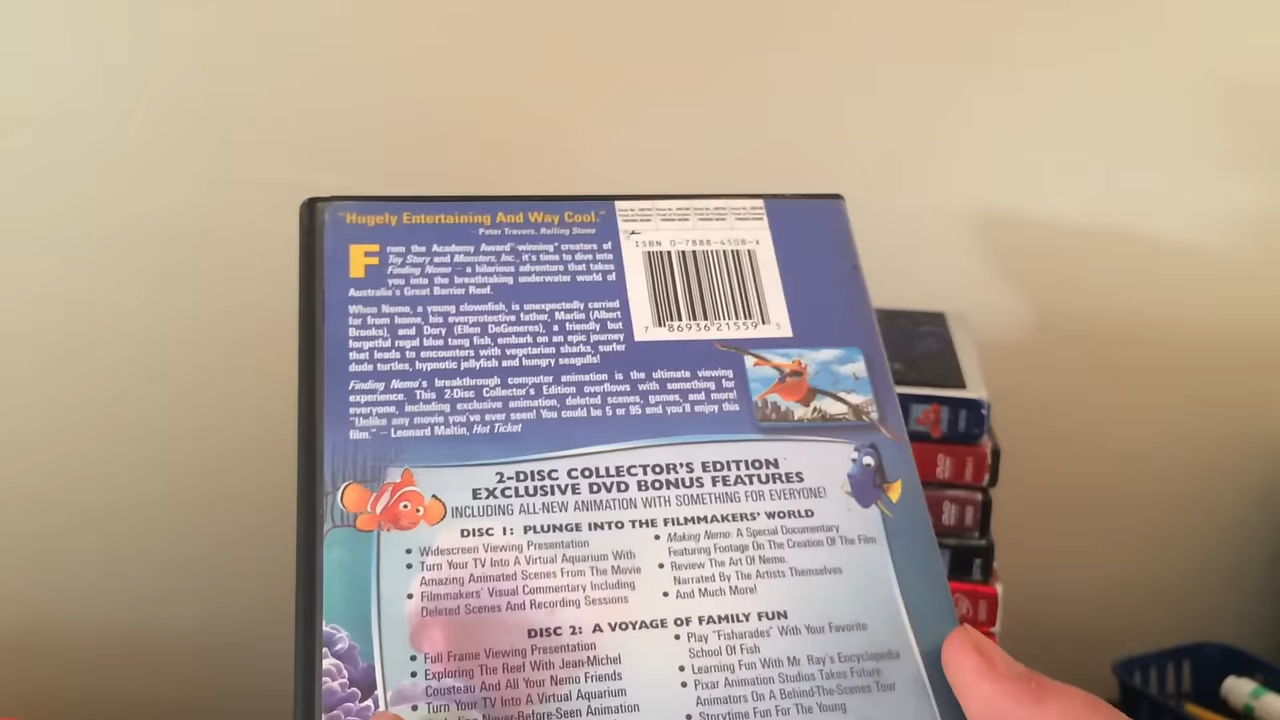 "Hugely Entertaining And Way Cool."
– Peter Travers, Rolling Stone
From the Academy Award®-winning* creators of
Toy Story and Monsters, Inc., it's time to dive into
Finding Nemo – a hilarious adventure that takes
you into the breathtaking underwater world of
Australia's Great Barrier Reef.
When Nemo, a young clownfish, is unexpectedly carried
far from home, his overprotective father, Marlin (Albert
Brooks), and Dory (Ellen DeGeneres), a friendly but
forgetful regal blue tang fish, embark on an epic journey
that leads to encounters with vegetarian sharks, surfer
dude turtles, hypnotic jellyfish and hungry seagulls!
Finding Nemo's breakthrough computer animation is the ultimate viewing
experience. This 2-Disc Collector's Edition overflows with something for
everyone, including exclusive animation, deleted scenes, games, and more!
"Unlike any movie you've ever seen! You could be 5 or 95 and you'll enjoy this
film." – Leonard Maltin, Hot Ticket
ISBN 0-7888-4508-X
7 86936 21559 5
2-DISC COLLECTOR'S EDITION
EXCLUSIVE DVD BONUS FEATURES
INCLUDING ALL-NEW ANIMATION WITH SOMETHING FOR EVERYONE!
DISC 1: PLUNGE INTO THE FILMMAKERS' WORLD
• Widescreen Viewing Presentation
• Turn Your TV Into A Virtual Aquarium With
Amazing Animated Scenes From The Movie
• Filmmakers' Visual Commentary Including
Deleted Scenes And Recording Sessions
• Making Nemo: A Special Documentary
Featuring Footage On The Creation Of The Film
• Review The Art Of Nemo,
Narrated By The Artists Themselves
• And Much More!
DISC 2: A VOYAGE OF FAMILY FUN
• Full Frame Viewing Presentation
• Exploring The Reef With Jean-Michel
Cousteau And All Your Nemo Friends
• Turn Your TV Into A Virtual Aquarium
Never-Before-Seen Animation
• Play "Fisharades" With Your Favorite
School Of Fish
• Learning Fun With Mr. Ray's Encyclopedia
• Pixar Animation Studios Takes Future
Animators On A Behind-The-Scenes Tour
• Storytime Fun For The Young